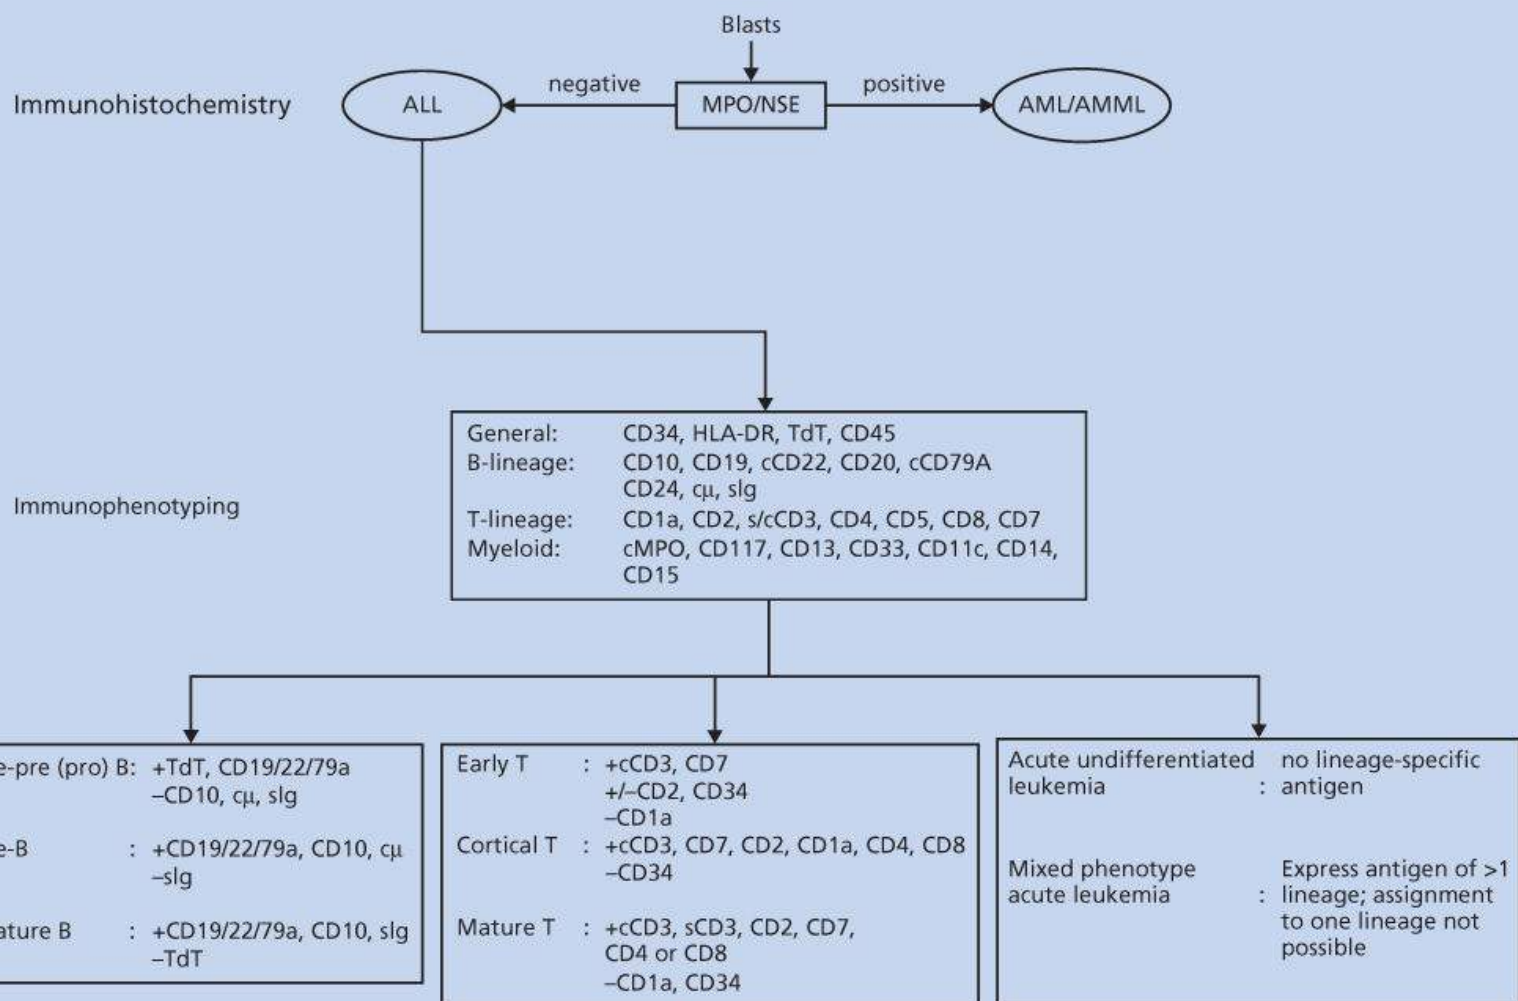 Blasts
Immunohistochemistry
ALL
negative
MPO/NSE
positive
AML/AMML
Immunophenotyping
General: CD34, HLA-DR, TdT, CD45
B-lineage: CD10, CD19, cCD22, CD20, cCD79A
CD24, cµ, sIg
T-lineage: CD1a, CD2, s/cCD3, CD4, CD5, CD8, CD7
Myeloid: cMPO, CD117, CD13, CD33, CD11c, CD14,
CD15
e-pre (pro) B: +TdT, CD19/22/79a
–CD10, cµ, sIg
e-B : +CD19/22/79a, CD10, cµ
–sIg
ature B : +CD19/22/79a, CD10, sIg
–TdT
Early T : +cCD3, CD7
+/–CD2, CD34
–CD1a
Cortical T : +cCD3, CD7, CD2, CD1a, CD4, CD8
–CD34
Mature T : +cCD3, sCD3, CD2, CD7,
CD4 or CD8
–CD1a, CD34
Acute undifferentiated no lineage-specific
leukemia : antigen
Mixed phenotype Express antigen of >1
acute leukemia : lineage; assignment
to one lineage not
possible